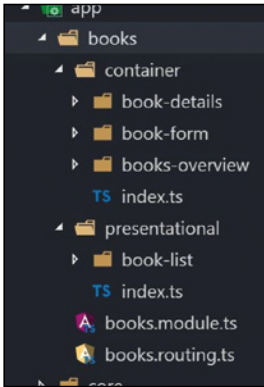 app
books
container
book-details
book-form
books-overview
TS index.ts
presentational
book-list
TS index.ts
A books.module.ts
A books.routing.ts
core